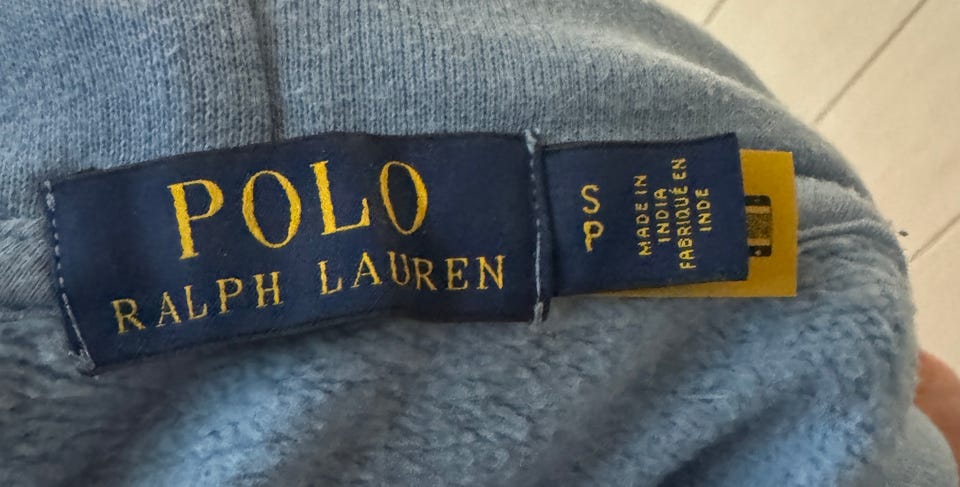 POLO
RALPH LAUREN
S
P
MADE IN
INDIA
FABRIQUÉ EN
INDE